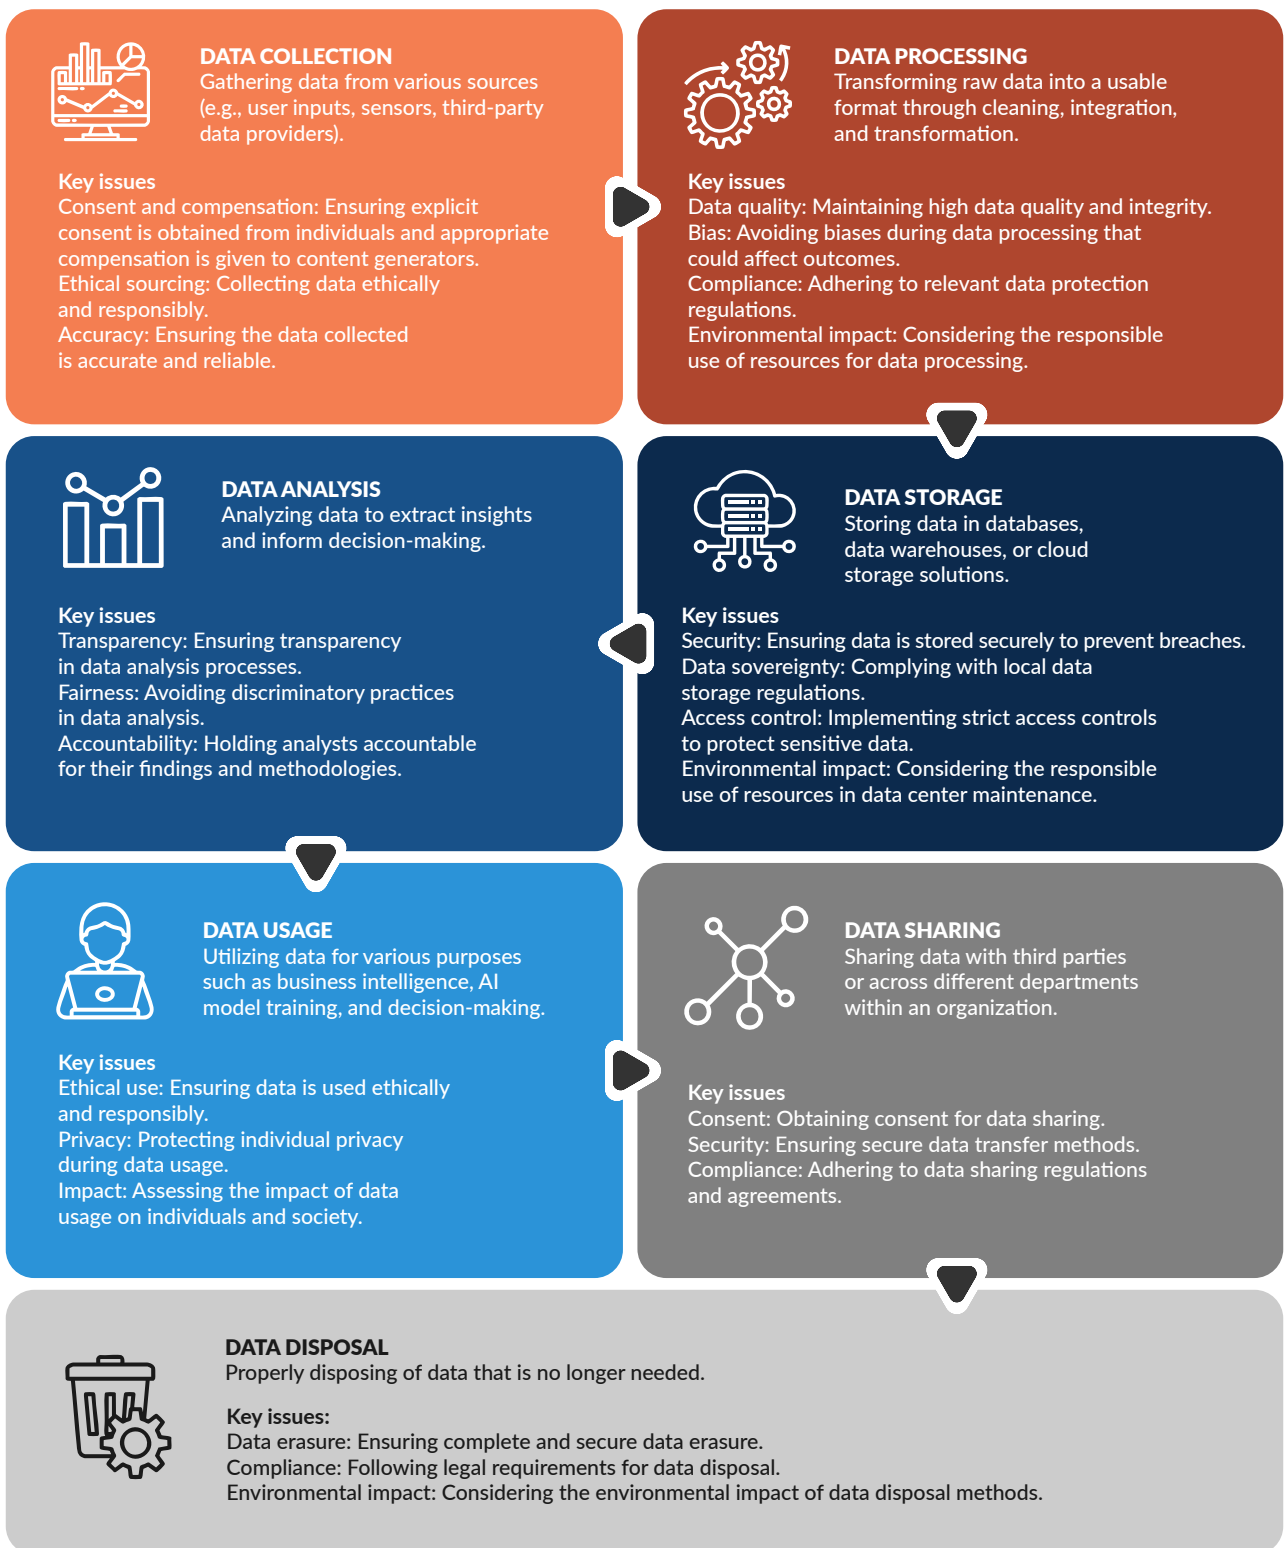 DATA COLLECTION
Gathering data from various sources
(e.g., user inputs, sensors, third-party
data providers).
Key issues
Consent and compensation: Ensuring explicit
consent is obtained from individuals and appropriate
compensation is given to content generators.
Ethical sourcing: Collecting data ethically
and responsibly.
Accuracy: Ensuring the data collected
is accurate and reliable.
DATA PROCESSING
Transforming raw data into a usable
format through cleaning, integration,
and transformation.
Key issues
Data quality: Maintaining high data quality and integrity.
Bias: Avoiding biases during data processing that
could affect outcomes.
Compliance: Adhering to relevant data protection
regulations.
Environmental impact: Considering the responsible
use of resources for data processing.
DATA STORAGE
Storing data in databases,
data warehouses, or cloud
storage solutions.
Key issues
Security: Ensuring data is stored securely to prevent breaches.
Data sovereignty: Complying with local data
storage regulations.
Access control: Implementing strict access controls
to protect sensitive data.
Environmental impact: Considering the responsible
use of resources in data center maintenance.
DATA ANALYSIS
Analyzing data to extract insights
and inform decision-making.
Key issues
Transparency: Ensuring transparency
in data analysis processes.
Fairness: Avoiding discriminatory practices
in data analysis.
Accountability: Holding analysts accountable
for their findings and methodologies.
DATA USAGE
Utilizing data for various purposes
such as business intelligence, AI
model training, and decision-making.
Key issues
Ethical use: Ensuring data is used ethically
and responsibly.
Privacy: Protecting individual privacy
during data usage.
Impact: Assessing the impact of data
usage on individuals and society.
DATA SHARING
Sharing data with third parties
or across different departments
within an organization.
Key issues
Consent: Obtaining consent for data sharing.
Security: Ensuring secure data transfer methods.
Compliance: Adhering to data sharing regulations
and agreements.
DATA DISPOSAL
Properly disposing of data that is no longer needed.
Key issues:
Data erasure: Ensuring complete and secure data erasure.
Compliance: Following legal requirements for data disposal.
Environmental impact: Considering the environmental impact of data disposal methods.